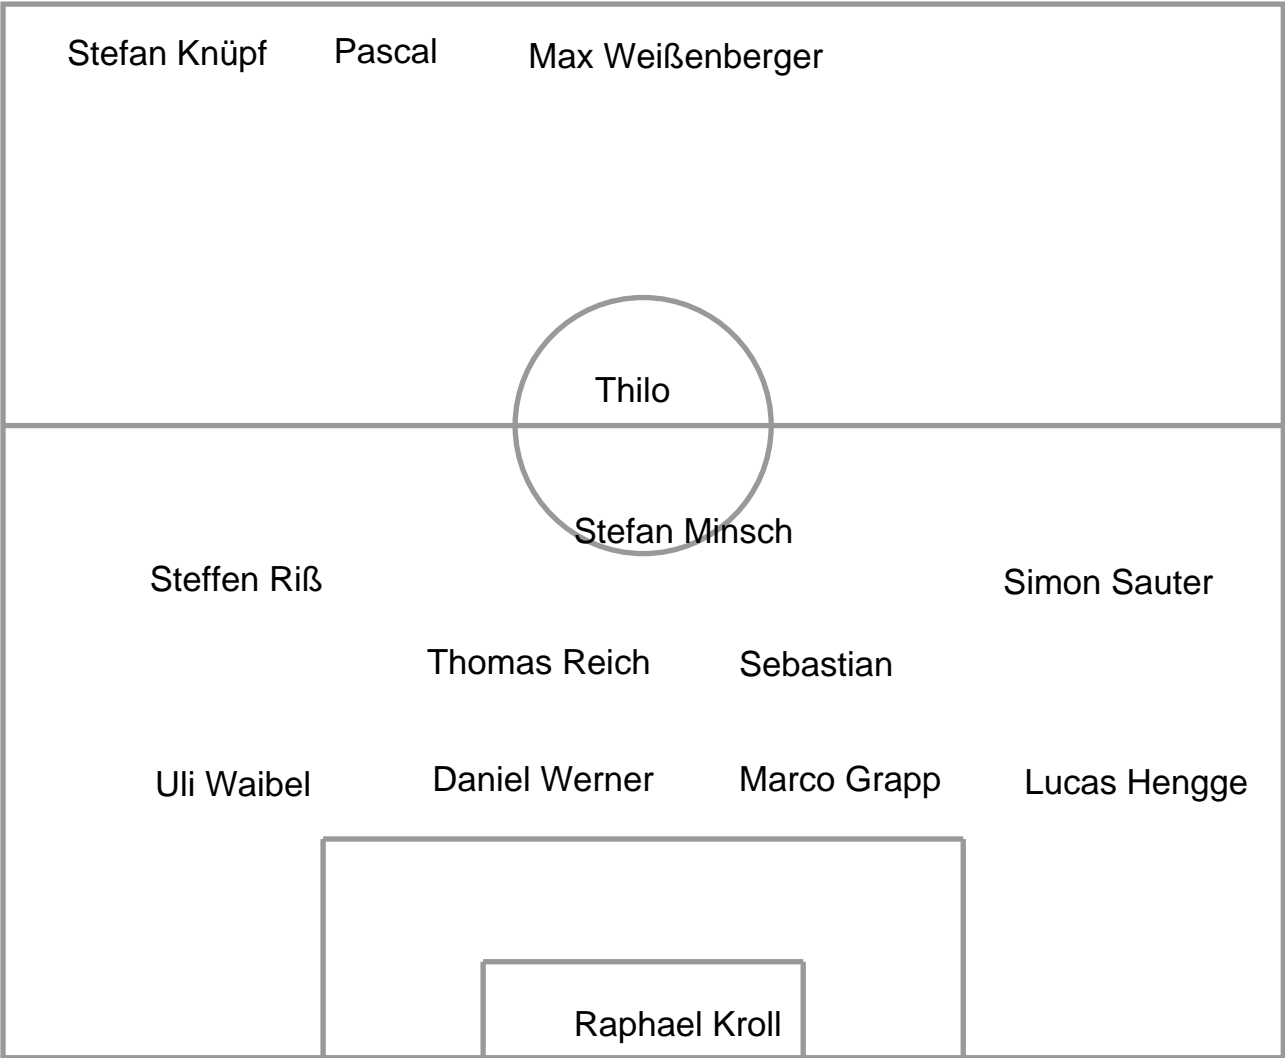 Stefan Knüpf
Pascal
Max Weißenberger
Thilo
Stefan Minsch
Steffen Riß
Simon Sauter
Thomas Reich
Sebastian
Uli Waibel
Daniel Werner
Marco Grapp
Lucas Hengge
Raphael Kroll